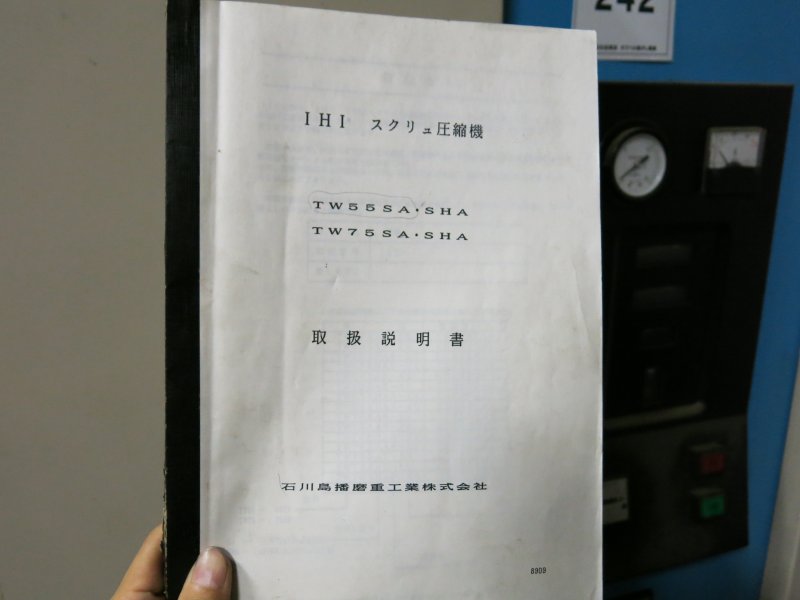 242
IHI スクリュ圧縮機
TW55SA・SHA
TW75SA・SHA
取扱説明書
石川島播磨重工業株式会社
8909